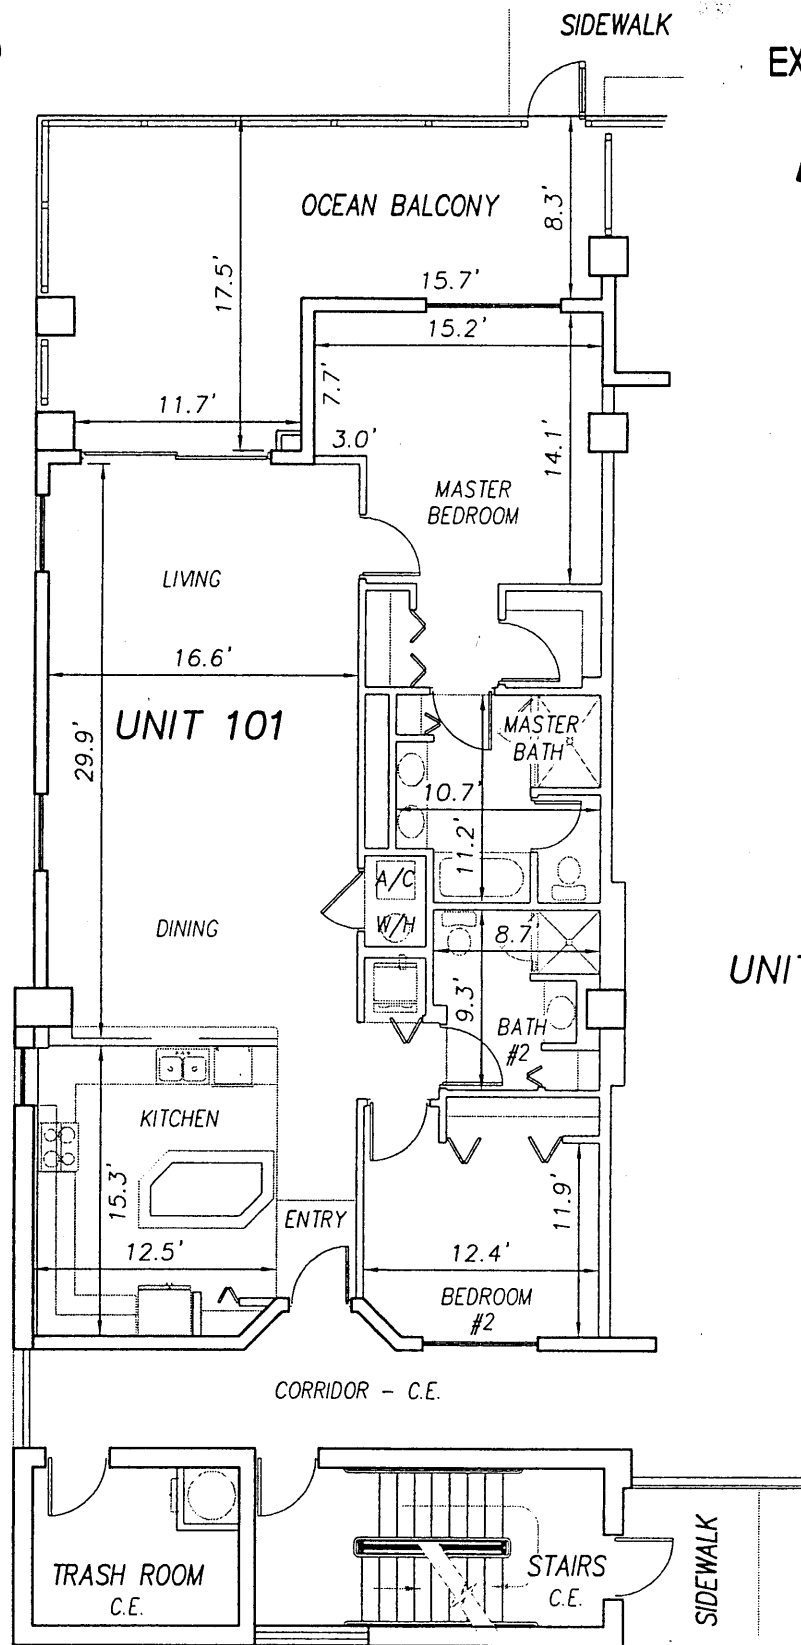 SIDEWALK
EX
OCEAN BALCONY
8.3'
17.5'
15.7'
15.2'
7.7'
11.7'
3.0'
14.1'
MASTER
BEDROOM
LIVING
16.6'
UNIT 101
29.9'
MASTER
BATH
10.7'
11.2'
A/C
W/H
DINING
8.7'
9.3'
UNIT
BATH
#2
KITCHEN
15.3'
11.9'
ENTRY
12.5'
12.4'
BEDROOM
#2
CORRIDOR - C.E.
TRASH ROOM
C.E.
STAIRS
C.E.
SIDEWALK